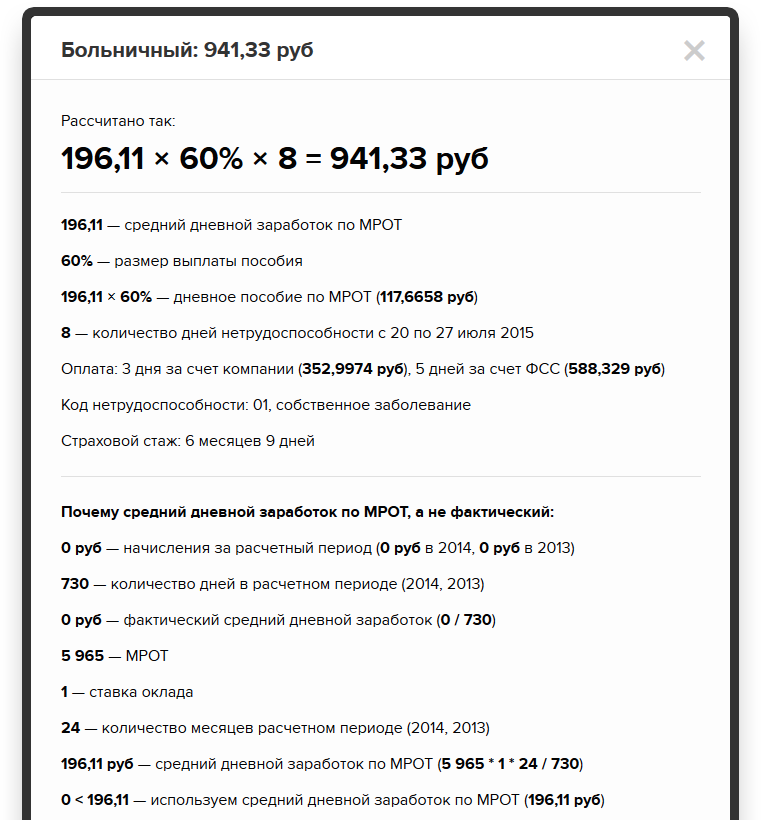 Больничный: 941,33 руб
Рассчитано так:
196,11 × 60% × 8 = 941,33 руб
196,11 — средний дневной заработок по МРОТ
60% — размер выплаты пособия
196,11 × 60% — дневное пособие по МРОТ (117,6658 руб)
8 — количество дней нетрудоспособности с 20 по 27 июля 2015
Оплата: 3 дня за счет компании (352,9974 руб), 5 дней за счет ФСС (588,329 руб)
Код нетрудоспособности: 01, собственное заболевание
Страховой стаж: 6 месяцев 9 дней
Почему средний дневной заработок по МРОТ, а не фактический:
0 руб — начисления за расчетный период (0 руб в 2014, 0 руб в 2013)
730 — количество дней в расчетном периоде (2014, 2013)
0 руб — фактический средний дневной заработок (0 / 730)
5 965 — МРОТ
1 — ставка оклада
24 — количество месяцев расчетном периоде (2014, 2013)
196,11 руб — средний дневной заработок по МРОТ (5 965 * 1 * 24 / 730)
0 < 196,11 — используем средний дневной заработок по МРОТ (196,11 руб)